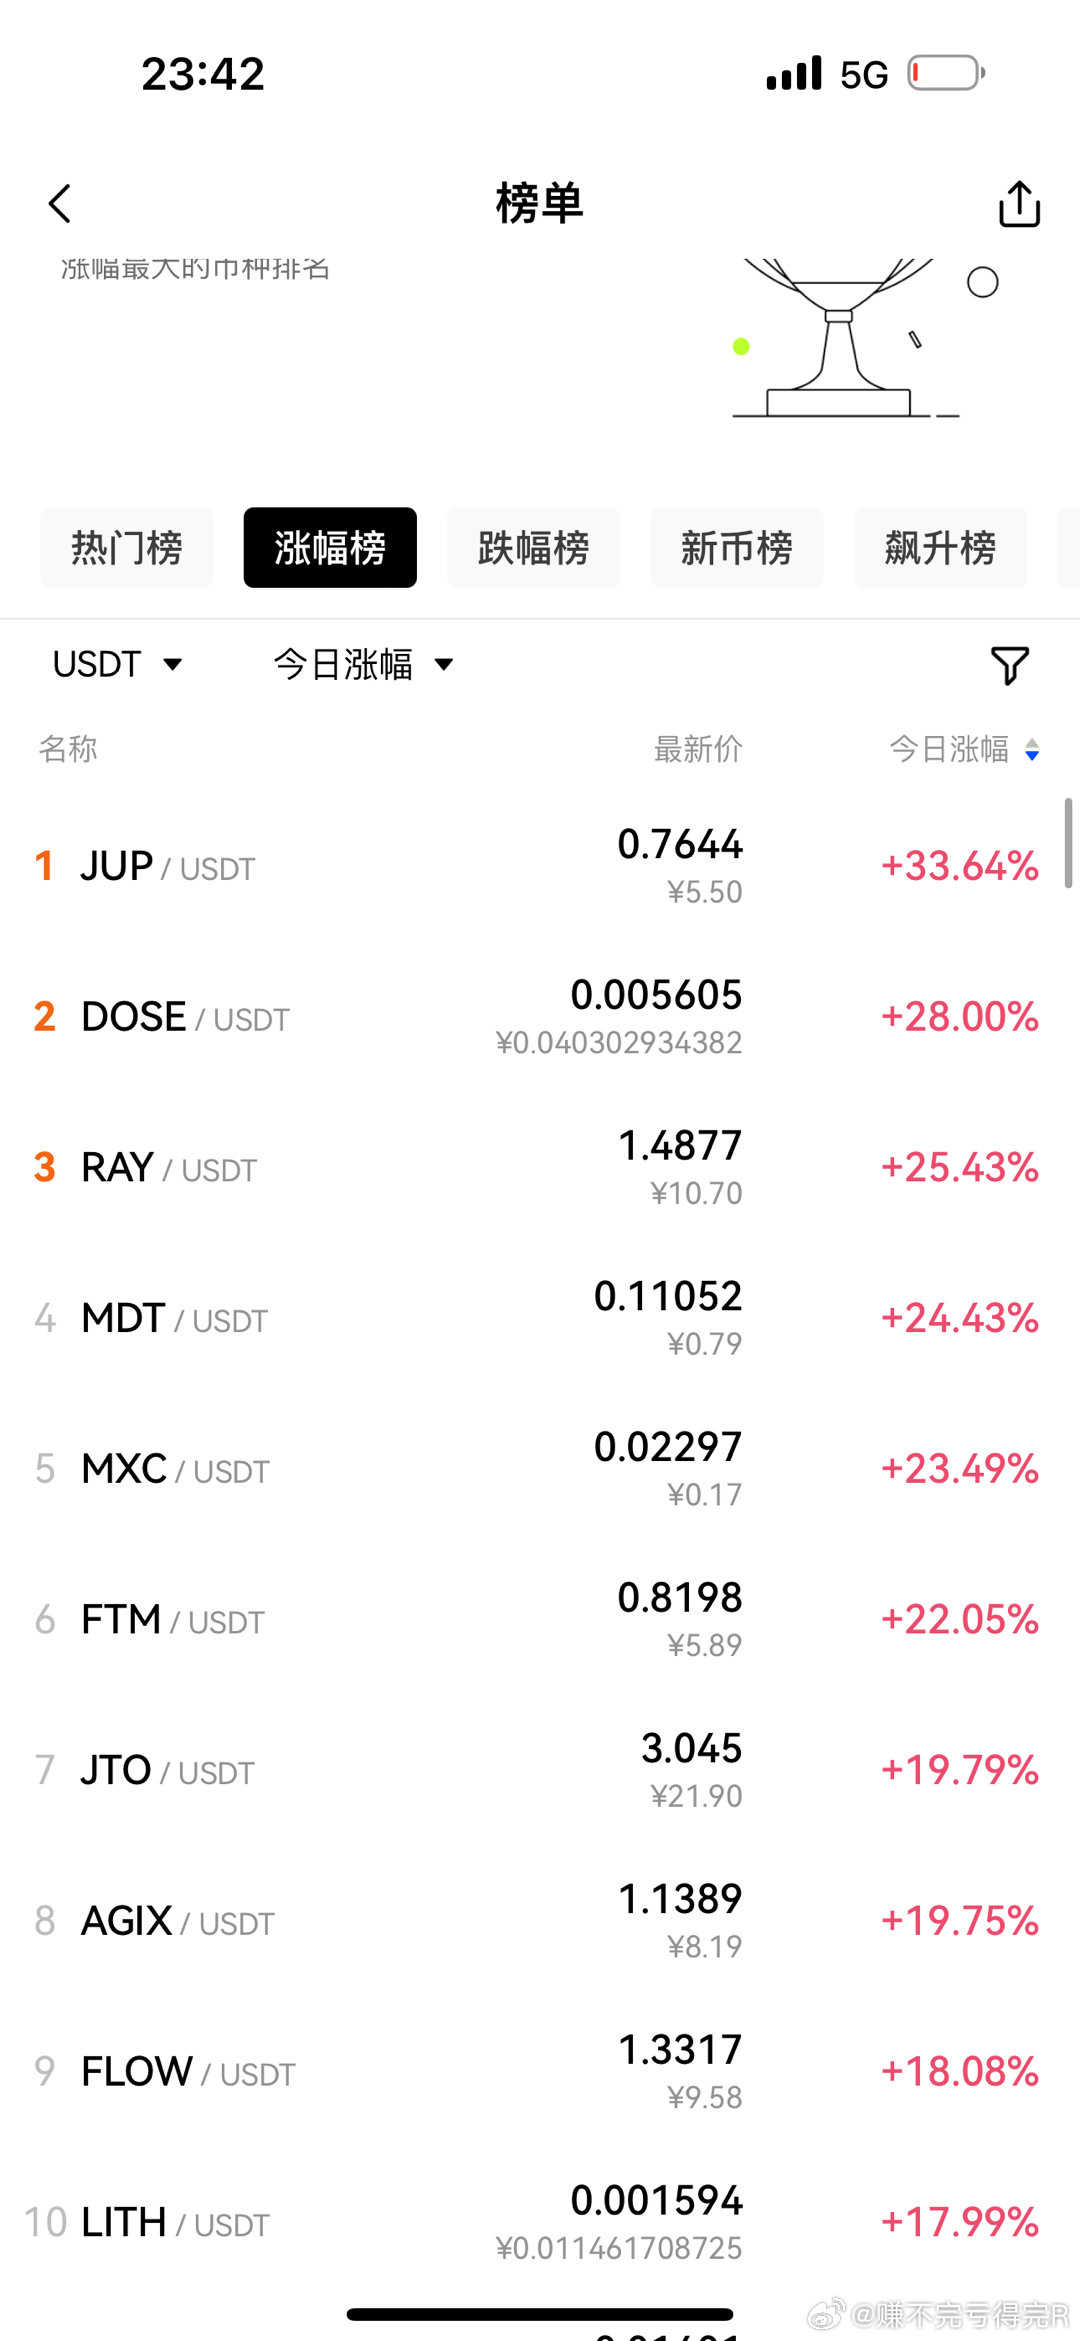 23:42 5G
榜单
涨幅最大的币种排名
热门榜 涨幅榜 跌幅榜 新币榜 飙升榜
USDT 今日涨幅
名称 最新价 今日涨幅
1 JUP / USDT 0.7644 +33.64%
¥5.50
2 DOSE / USDT 0.005605 +28.00%
¥0.040302934382
3 RAY / USDT 1.4877 +25.43%
¥10.70
4 MDT / USDT 0.11052 +24.43%
¥0.79
5 MXC / USDT 0.02297 +23.49%
¥0.17
6 FTM / USDT 0.8198 +22.05%
¥5.89
7 JTO / USDT 3.045 +19.79%
¥21.90
8 AGIX / USDT 1.1389 +19.75%
¥8.19
9 FLOW / USDT 1.3317 +18.08%
¥9.58
10 LITH / USDT 0.001594 +17.99%
¥0.011461708725
@赚不完亏得完R